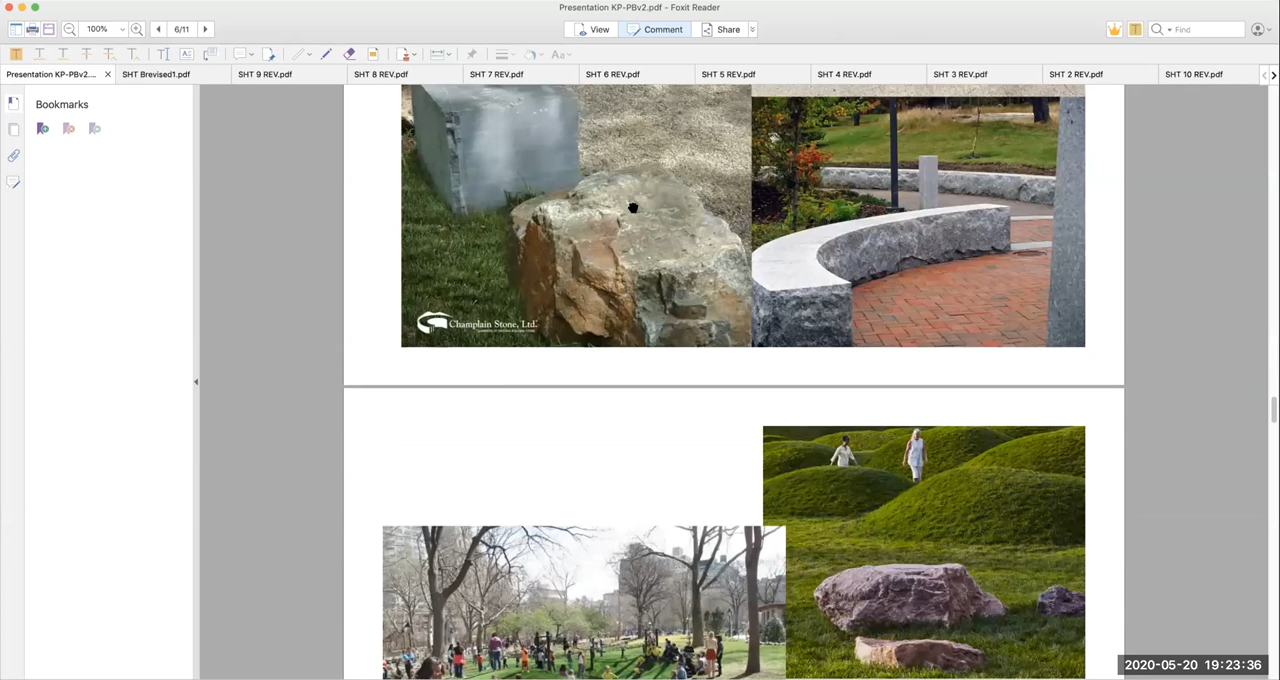 Presentation KP-PBv2.pdf - Foxit Reader
100%
6/11
View
Comment
Share
T
Find
Aa
Presentation KP-PBv2....
SHT Brevised1.pdf
SHT 9 REV.pdf
SHT 8 REV.pdf
SHT 7 REV.pdf
SHT 6 REV.pdf
SHT 5 REV.pdf
SHT 4 REV.pdf
SHT 3 REV.pdf
SHT 2 REV.pdf
SHT 10 REV.pdf
Bookmarks
Champlain Stone, Ltd.
2020-05-20 19:23:36